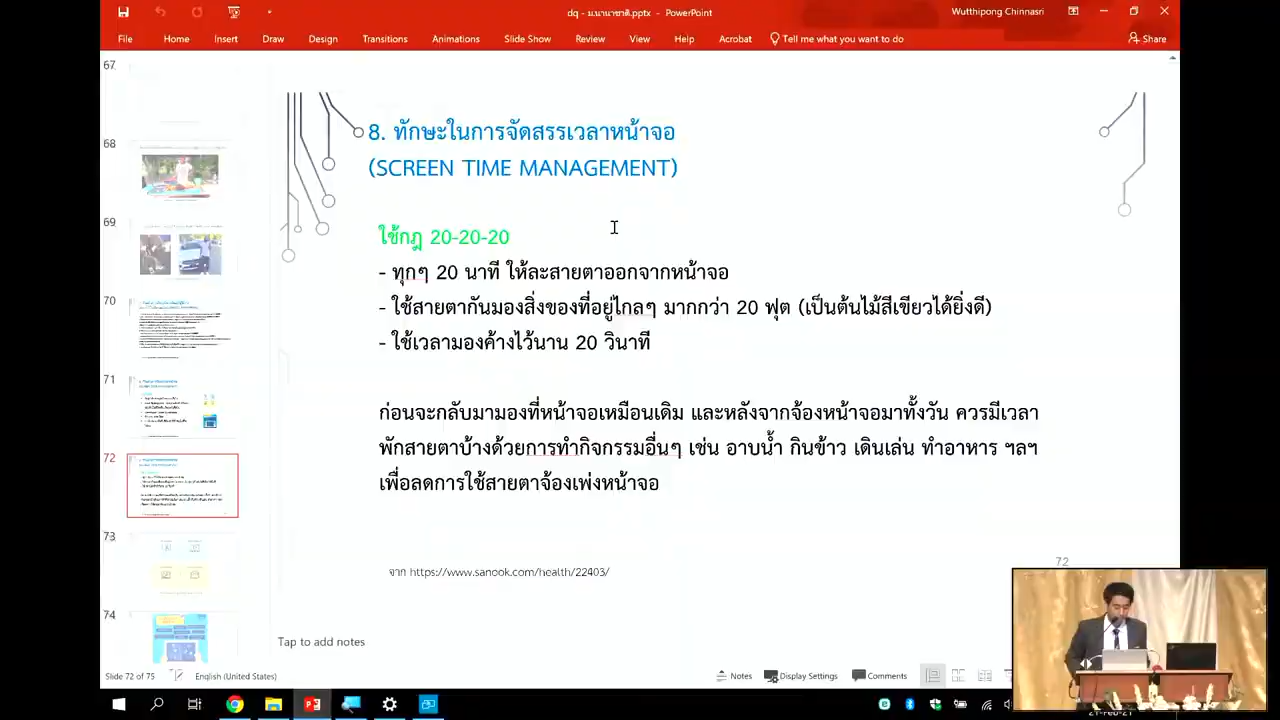 dq - ม.นานาชาติ.pptx - PowerPoint
Wutthipong Chinnasri
File Home Insert Draw Design Transitions Animations Slide Show Review View Help Acrobat Tell me what you want to do Share
67
68
69
70
71
72
73
74
8. ทักษะในการจัดสรรเวลาหน้าจอ
(SCREEN TIME MANAGEMENT)
ใช้กฎ 20-20-20
- ทุกๆ 20 นาที ให้ละสายตาออกจากหน้าจอ
- ใช้สายตากันมองสิ่งของที่อยู่ไกลๆ มากกว่า 20 ฟุต (เป็นต้นไม้สีเขียวได้ยิ่งดี)
- ใช้เวลามองค้างไว้นาน 20 วินาที
ก่อนจะกลับมามองที่หน้าจอเหมือนเดิม และหลังจากจ้องหน้าจอมาทั้งวัน ควรมีเวลา
พักสายตาบ้างด้วยการทำกิจกรรมอื่นๆ เช่น อาบน้ำ กินข้าว เดินเล่น ทำอาหาร ฯลฯ
เพื่อลดการใช้สายตาจ้องเพ่งหน้าจอ
จาก https://www.sanook.com/health/22403/
72
Tap to add notes
Slide 72 of 75 English (United States) Notes Display Settings Comments
21-Feb-21